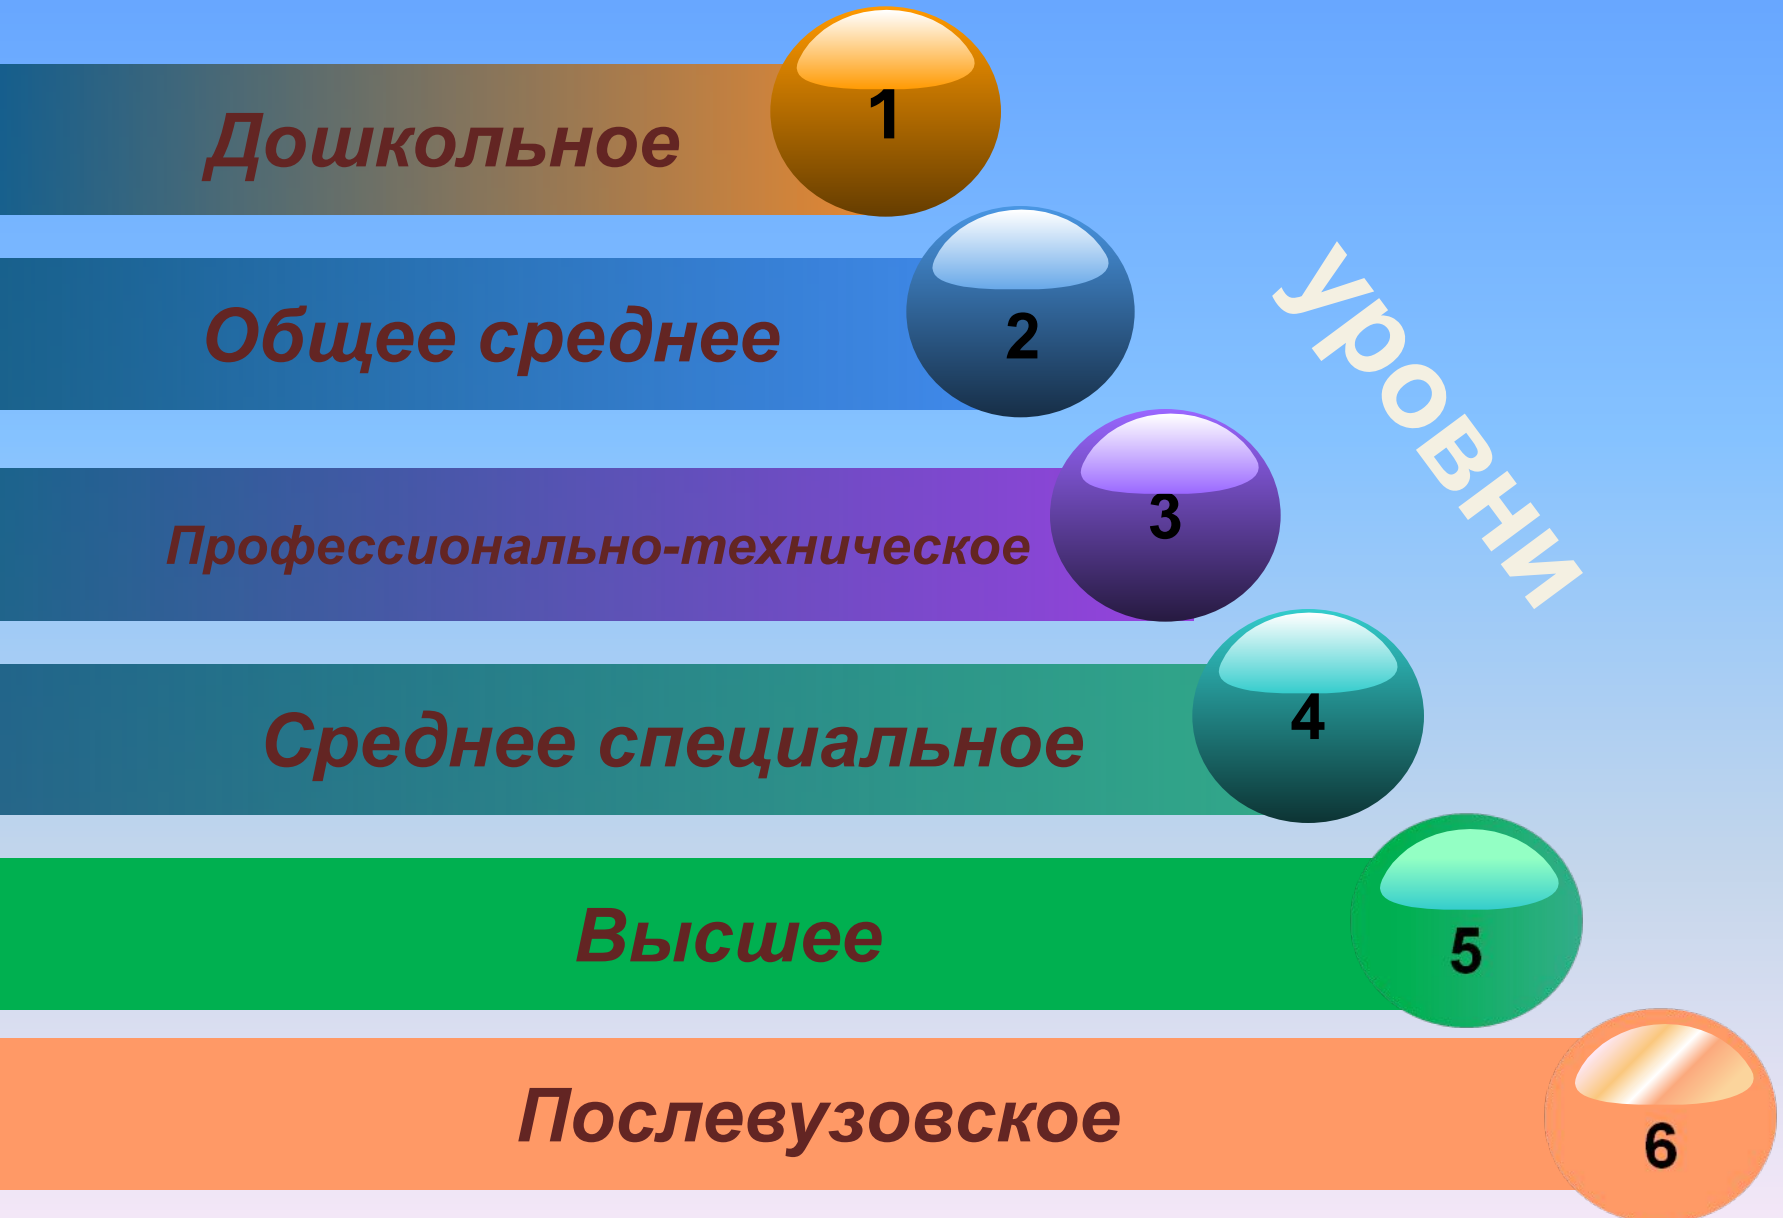 Дошкольное
1
Общее среднее
2
уровни
Профессионально-техническое
3
Среднее специальное
4
Высшее
5
Послевузовское
6